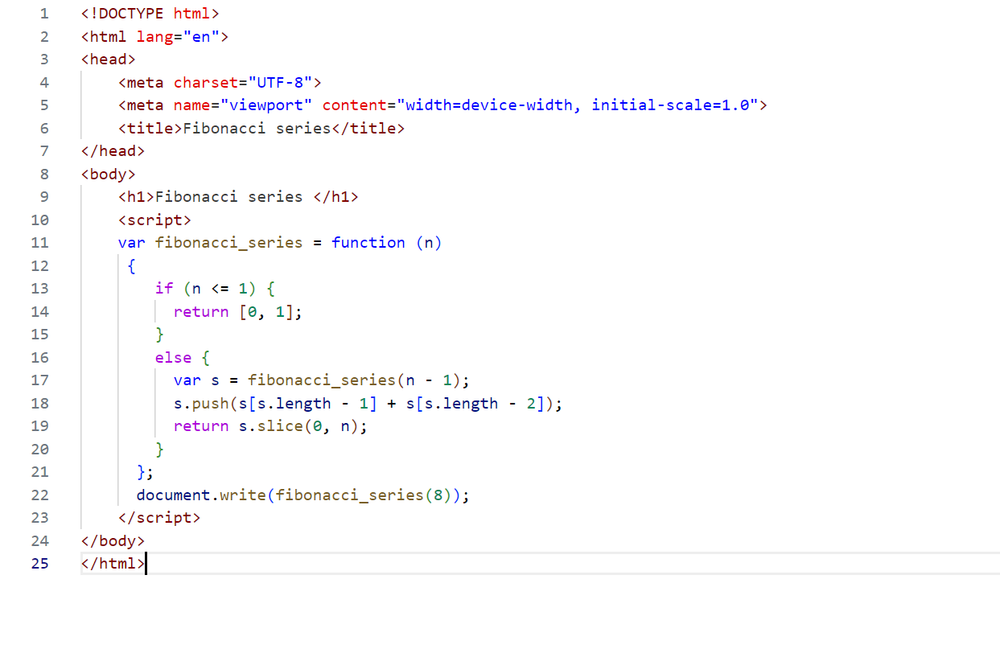 1 <!DOCTYPE html>
2 <html lang="en">
3 <head>
4     <meta charset="UTF-8">
5     <meta name="viewport" content="width=device-width, initial-scale=1.0">
6     <title>Fibonacci series</title>
7 </head>
8 <body>
9     <h1>Fibonacci series </h1>
10     <script>
11     var fibonacci_series = function (n)
12      {
13         if (n <= 1) {
14           return [0, 1];
15         }
16         else {
17           var s = fibonacci_series(n - 1);
18           s.push(s[s.length - 1] + s[s.length - 2]);
19           return s.slice(0, n);
20         }
21       };
22       document.write(fibonacci_series(8));
23     </script>
24 </body>
25 </html>